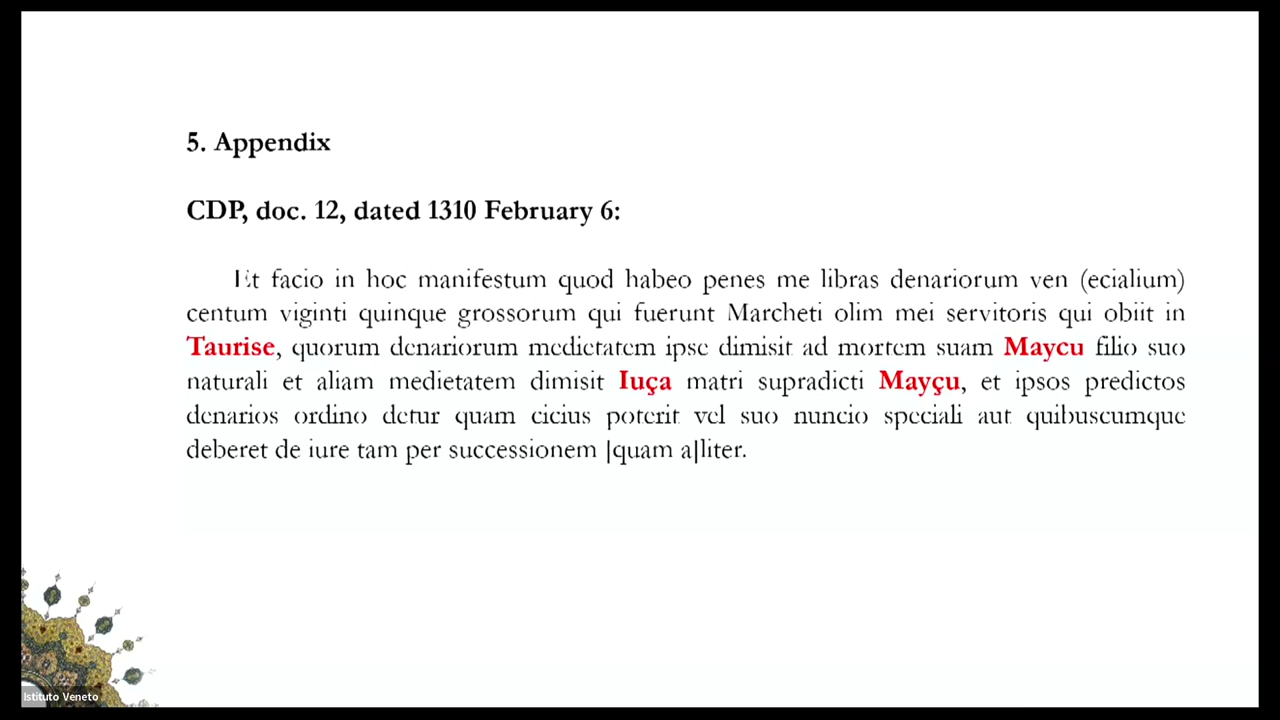 5. Appendix
CDP, doc. 12, dated 1310 February 6:
Et facio in hoc manifestum quod habeo penes me libras denariorum ven (ecialium)
centum viginti quinque grossorum qui fuerunt Marcheti olim mei servitoris qui obiit in
Taurise, quorum denariorum medietatem ipse dimisit ad mortem suam Maycu filio suo
naturali et aliam medietatem dimisit Iuça matri supradicti Mayçu, et ipsos predictos
denarios ordino detur quam cicius poterit vel suo nuncio speciali aut quibuscumque
deberet de iure tam per successionem |quam a|liter.
Istituto Veneto